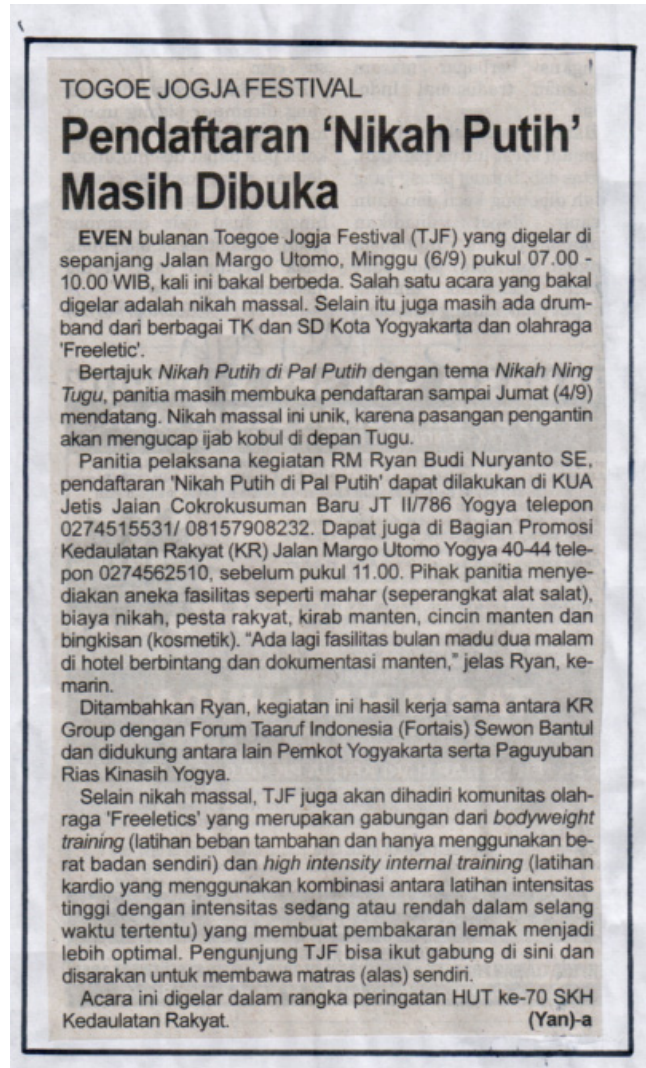 TOGOE JOGJA FESTIVAL
Pendaftaran ‘Nikah Putih’
Masih Dibuka
EVEN bulanan Toegoe Jogja Festival (TJF) yang digelar di
sepanjang Jalan Margo Utomo, Minggu (6/9) pukul 07.00 -
10.00 WIB, kali ini bakal berbeda. Salah satu acara yang bakal
digelar adalah nikah massal. Selain itu juga masih ada drum-
band dari berbagai TK dan SD Kota Yogyakarta dan olahraga
'Freeletic'.
Bertajuk Nikah Putih di Pal Putih dengan tema Nikah Ning
Tugu, panitia masih membuka pendaftaran sampai Jumat (4/9)
mendatang. Nikah massal ini unik, karena pasangan pengantin
akan mengucap ijab kobul di depan Tugu.
Panitia pelaksana kegiatan RM Ryan Budi Nuryanto SE,
pendaftaran 'Nikah Putih di Pal Putih' dapat dilakukan di KUA
Jetis Jalan Cokrokusuman Baru JT II/786 Yogya telepon
0274515531/ 08157908232. Dapat juga di Bagian Promosi
Kedaulatan Rakyat (KR) Jalan Margo Utomo Yogya 40-44 tele-
pon 0274562510, sebelum pukul 11.00. Pihak panitia menye-
diakan aneka fasilitas seperti mahar (seperangkat alat salat),
biaya nikah, pesta rakyat, kirab manten, cincin manten dan
bingkisan (kosmetik). “Ada lagi fasilitas bulan madu dua malam
di hotel berbintang dan dokumentasi manten,” jelas Ryan, ke-
marin.
Ditambahkan Ryan, kegiatan ini hasil kerja sama antara KR
Group dengan Forum Taaruf Indonesia (Fortais) Sewon Bantul
dan didukung antara lain Pemkot Yogyakarta serta Paguyuban
Rias Kinasih Yogya.
Selain nikah massal, TJF juga akan dihadiri komunitas olah-
raga 'Freeletics' yang merupakan gabungan dari bodyweight
training (latihan beban tambahan dan hanya menggunakan be-
rat badan sendiri) dan high intensity internal training (latihan
kardio yang menggunakan kombinasi antara latihan intensitas
tinggi dengan intensitas sedang atau rendah dalam selang
waktu tertentu) yang membuat pembakaran lemak menjadi
lebih optimal. Pengunjung TJF bisa ikut gabung di sini dan
disarakan untuk membawa matras (alas) sendiri.
Acara ini digelar dalam rangka peringatan HUT ke-70 SKH
Kedaulatan Rakyat. (Yan)-a